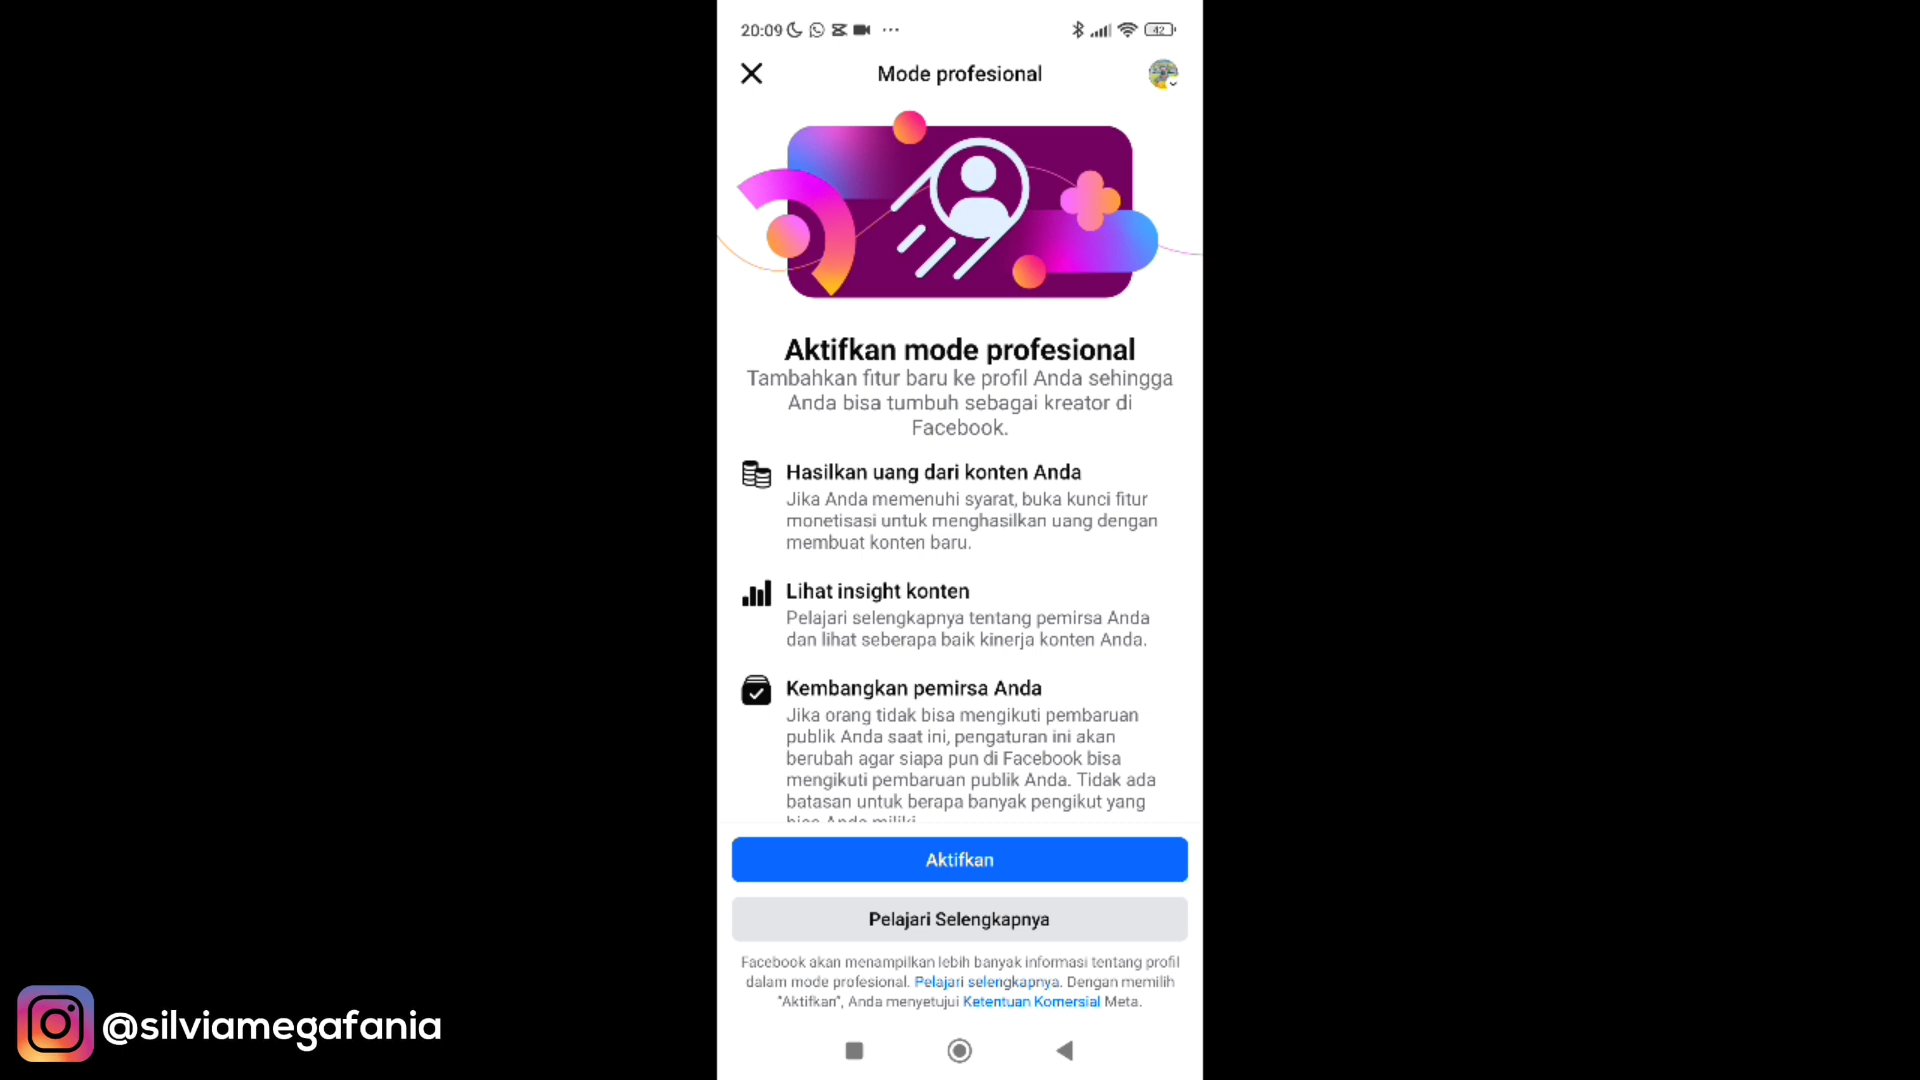 20:09
42
Mode profesional
Aktifkan mode profesional
Tambahkan fitur baru ke profil Anda sehingga
Anda bisa tumbuh sebagai kreator di
Facebook.
Hasilkan uang dari konten Anda
Jika Anda memenuhi syarat, buka kunci fitur
monetisasi untuk menghasilkan uang dengan
membuat konten baru.
Lihat insight konten
Pelajari selengkapnya tentang pemirsa Anda
dan lihat seberapa baik kinerja konten Anda.
Kembangkan pemirsa Anda
Jika orang tidak bisa mengikuti pembaruan
publik Anda saat ini, pengaturan ini akan
berubah agar siapa pun di Facebook bisa
mengikuti pembaruan publik Anda. Tidak ada
batasan untuk berapa banyak pengikut yang
bisa Anda miliki.
Aktifkan
Pelajari Selengkapnya
Facebook akan menampilkan lebih banyak informasi tentang profil
dalam mode profesional. Pelajari selengkapnya. Dengan memilih
"Aktifkan", Anda menyetujui Ketentuan Komersial Meta.
@silviamegafania